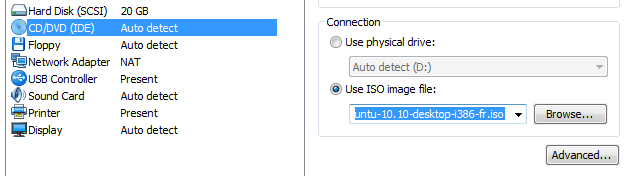 Hard Disk (SCSI) 20 GB
CD/DVD (IDE) Auto detect
Floppy Auto detect
Network Adapter NAT
USB Controller Present
Sound Card Auto detect
Printer Present
Display Auto detect
Connection
Use physical drive:
Auto detect (D:)
Use ISO image file:
untu-10.10-desktop-i386-fr.iso Browse...
Advanced...